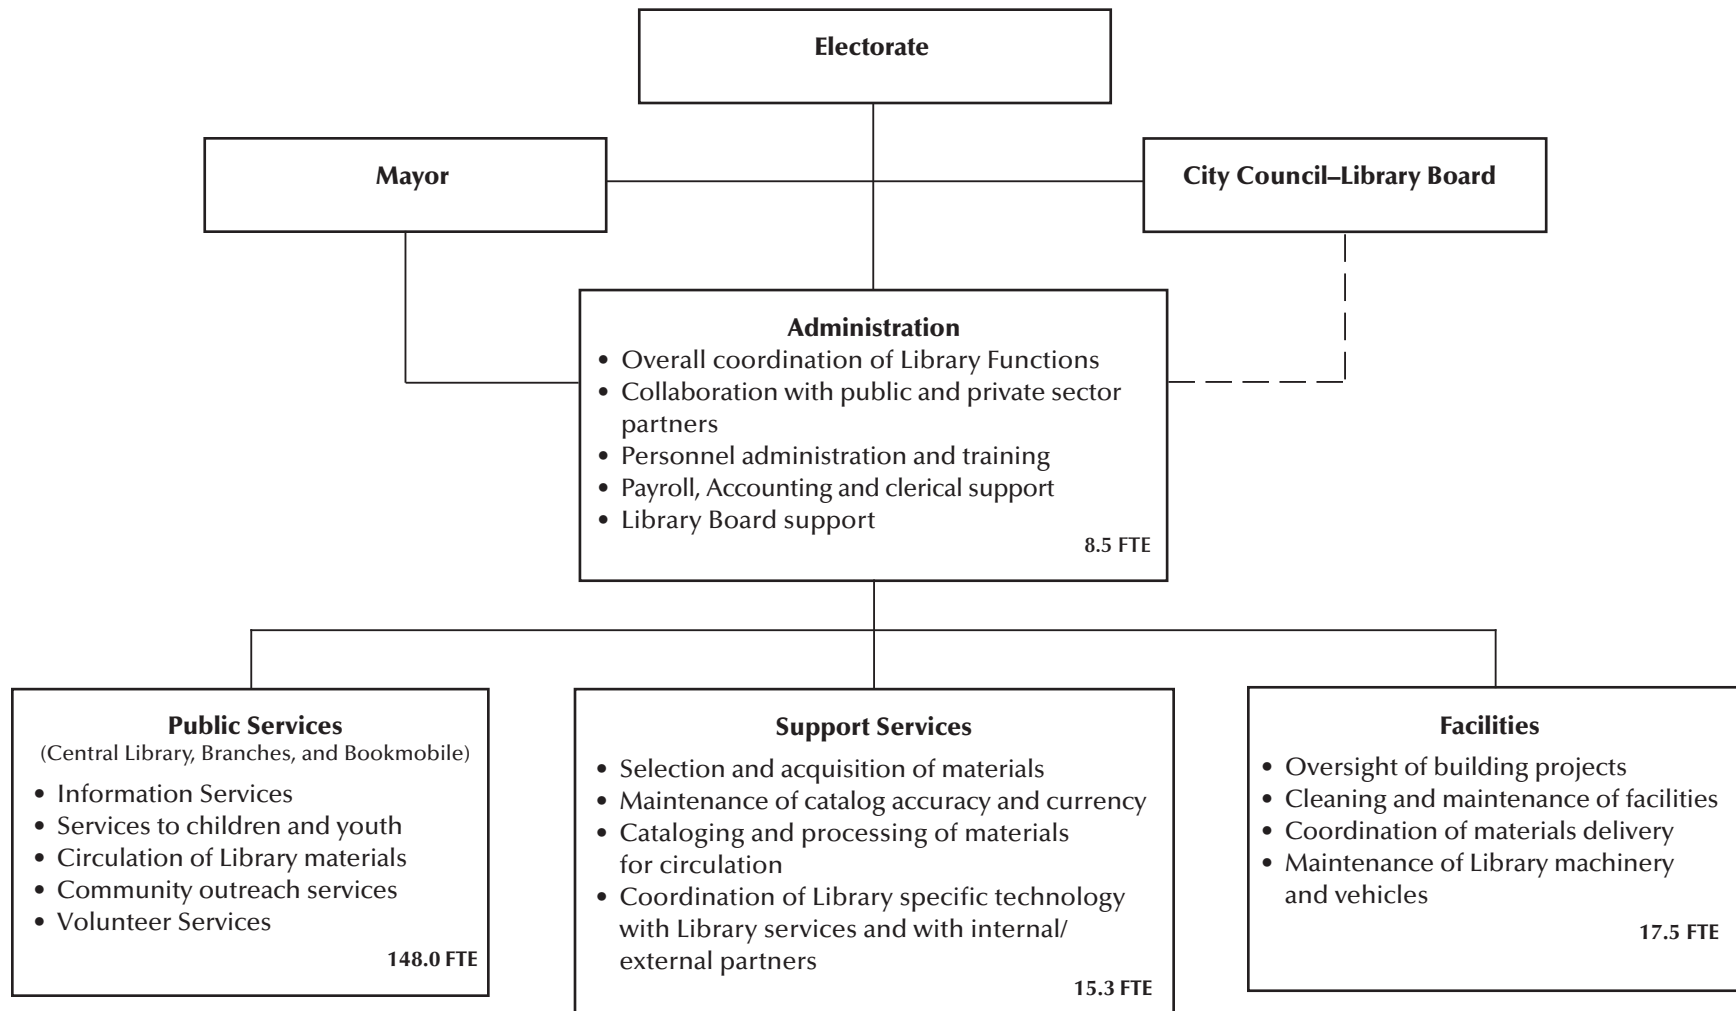 Electorate
Mayor
City Council–Library Board
Administration
• Overall coordination of Library Functions
• Collaboration with public and private sector
partners
• Personnel administration and training
• Payroll, Accounting and clerical support
• Library Board support
8.5 FTE
Public Services
(Central Library, Branches, and Bookmobile)
• Information Services
• Services to children and youth
• Circulation of Library materials
• Community outreach services
• Volunteer Services
148.0 FTE
Support Services
• Selection and acquisition of materials
• Maintenance of catalog accuracy and currency
• Cataloging and processing of materials
for circulation
• Coordination of Library specific technology
with Library services and with internal/
external partners
15.3 FTE
Facilities
• Oversight of building projects
• Cleaning and maintenance of facilities
• Coordination of materials delivery
• Maintenance of Library machinery
and vehicles
17.5 FTE